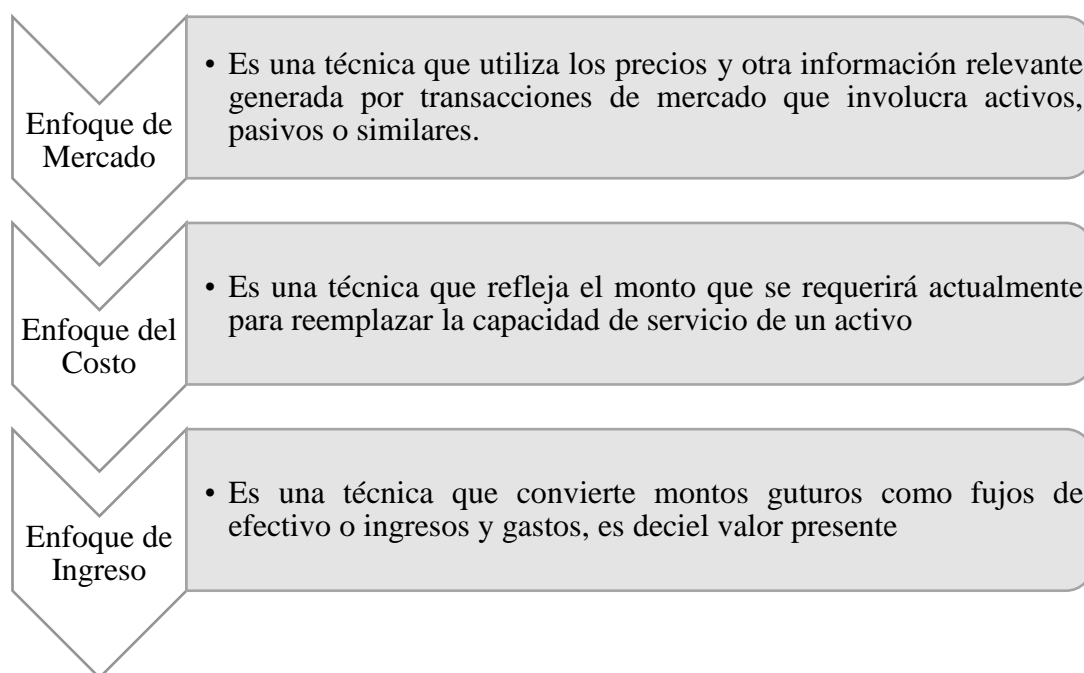 Enfoque de
Mercado
• Es una técnica que utiliza los precios y otra información relevante
generada por transacciones de mercado que involucra activos,
pasivos o similares.
Enfoque del
Costo
• Es una técnica que refleja el monto que se requerirá actualmente
para reemplazar la capacidad de servicio de un activo
Enfoque de
Ingreso
• Es una técnica que convierte montos guturos como fujos de
efectivo o ingresos y gastos, es deciel valor presente